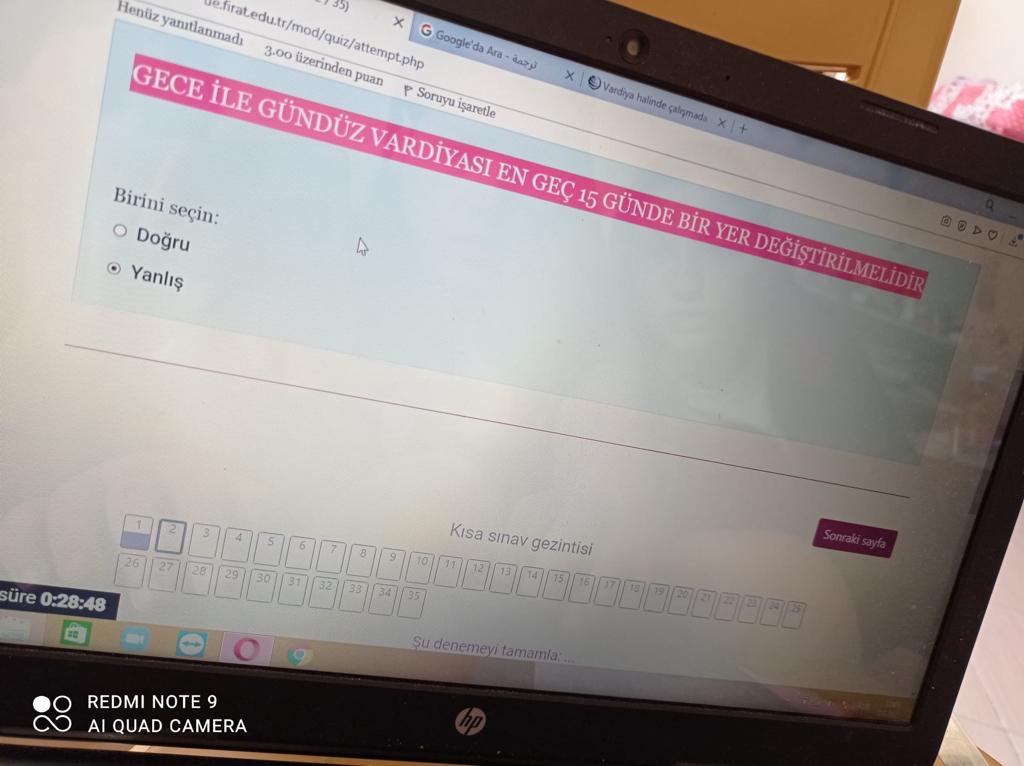 / 35)
ue.firat.edu.tr/mod/quiz/attempt.php
Google'da Ara - ترجمة
Vardiya halinde çalışmada
Henüz yanıtlanmadı
3.00 üzerinden puan
Soruyu işaretle
GECE İLE GÜNDÜZ VARDİYASI EN GEÇ 15 GÜNDE BİR YER DEĞİŞTİRİLMELİDİR
Birini seçin:
Doğru
Yanlış
Sonraki sayfa
Kısa sınav gezintisi
1 2 3 4 5 6 7 8 9 10 11 12 13 14 15 16 17 18 19 20 21 22 23 24 25
26 27 28 29 30 31 32 33 34 35
süre 0:28:48
Şu denemeyi tamamla: ...
hp
REDMI NOTE 9
AI QUAD CAMERA